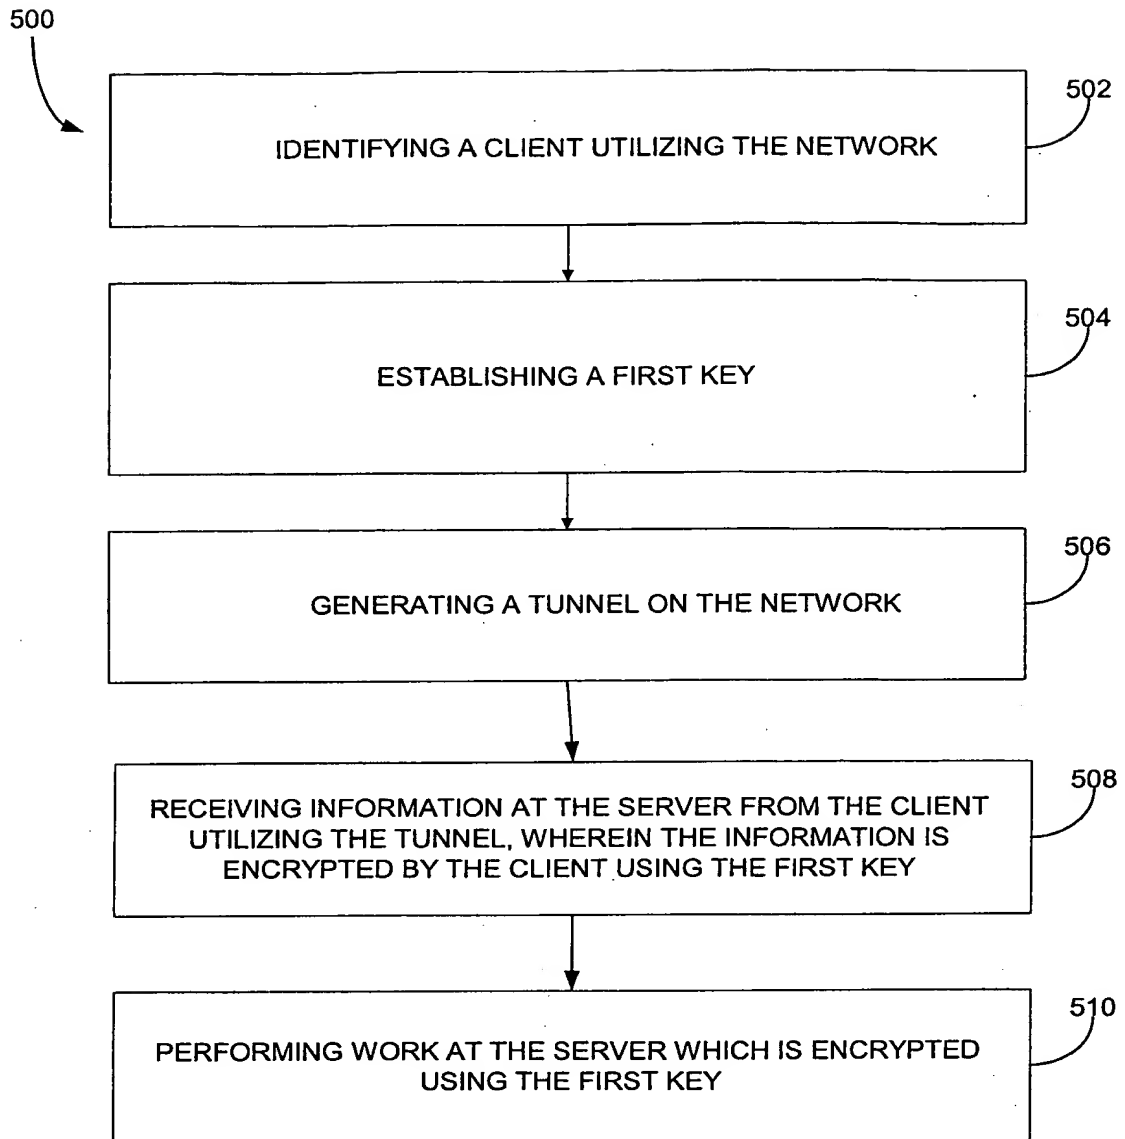 500
502
IDENTIFYING A CLIENT UTILIZING THE NETWORK
504
ESTABLISHING A FIRST KEY
506
GENERATING A TUNNEL ON THE NETWORK
508
RECEIVING INFORMATION AT THE SERVER FROM THE CLIENT
UTILIZING THE TUNNEL, WHEREIN THE INFORMATION IS
ENCRYPTED BY THE CLIENT USING THE FIRST KEY
510
PERFORMING WORK AT THE SERVER WHICH IS ENCRYPTED
USING THE FIRST KEY